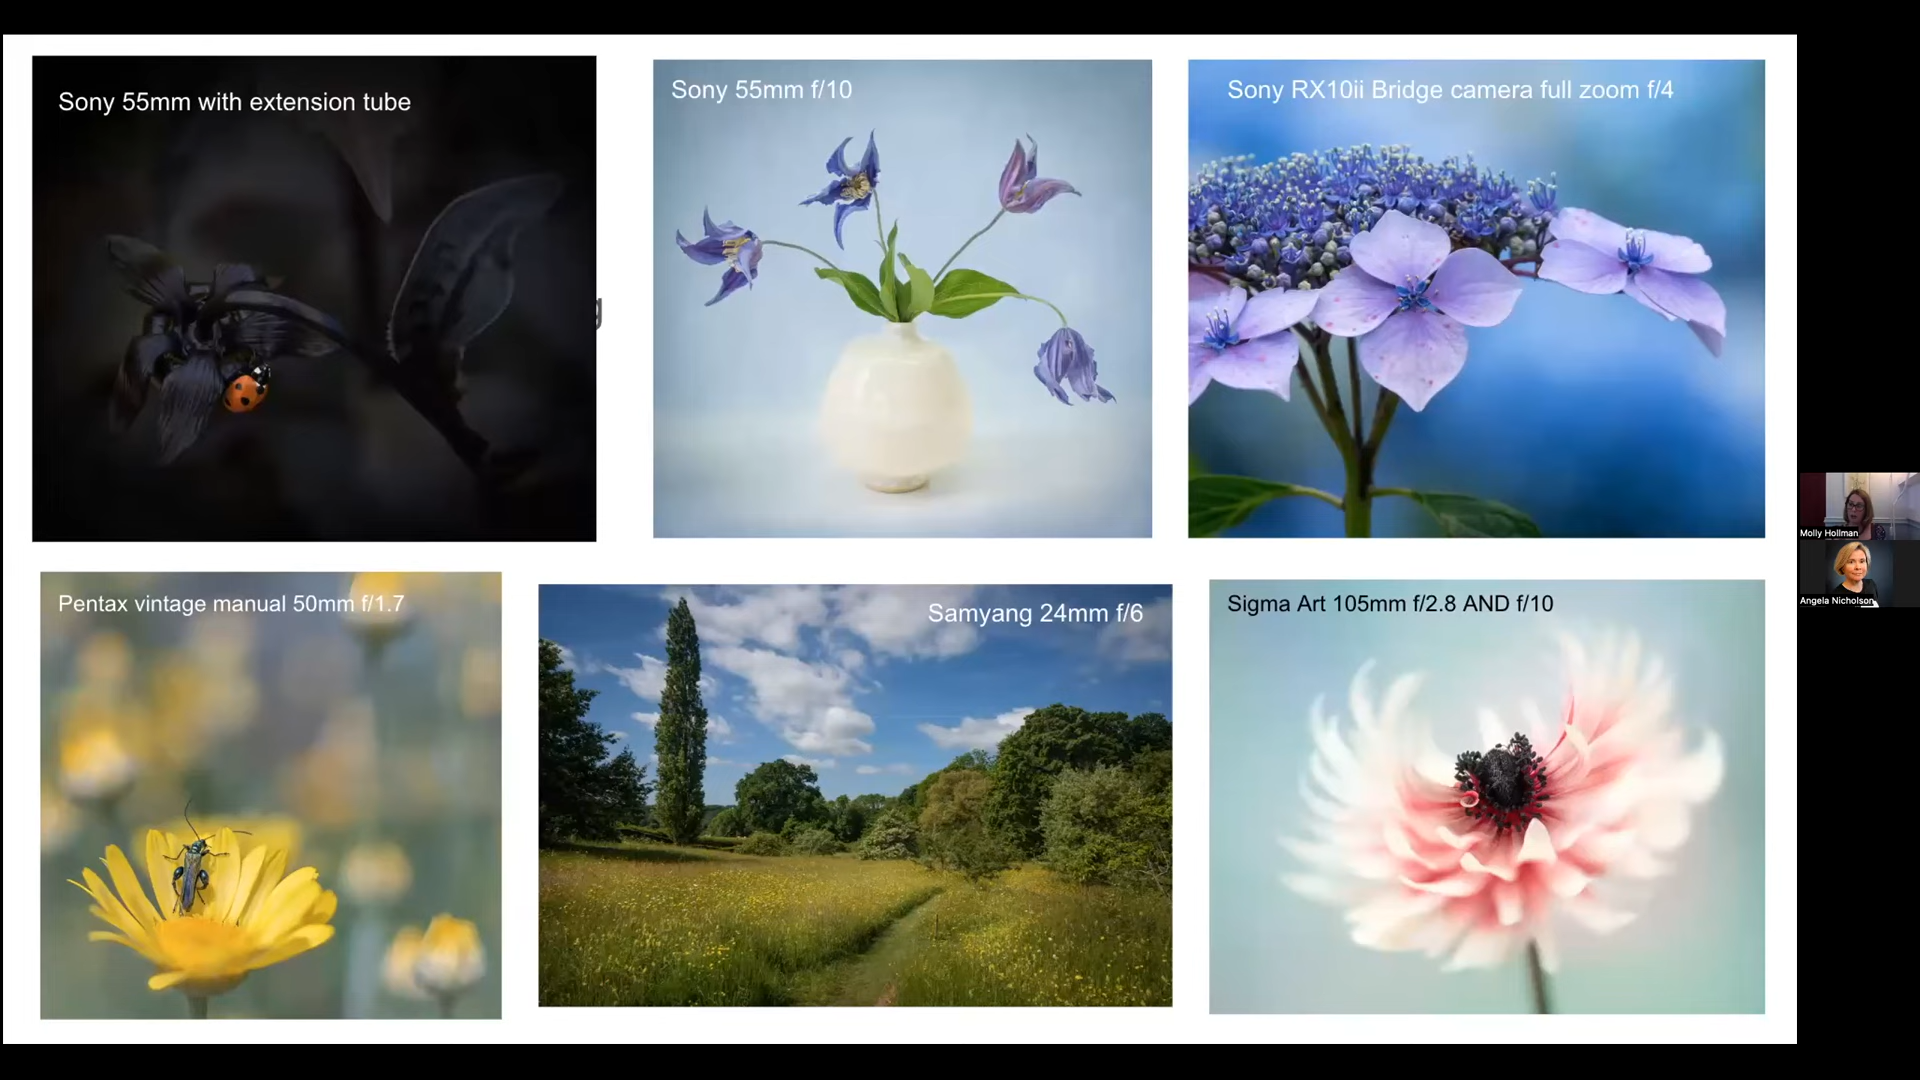 Sony 55mm with extension tube
Sony 55mm f/10
Sony RX10ii Bridge camera full zoom f/4
Pentax vintage manual 50mm f/1.7
Samyang 24mm f/6
Sigma Art 105mm f/2.8 AND f/10
Molly Hollman
Angela Nicholson